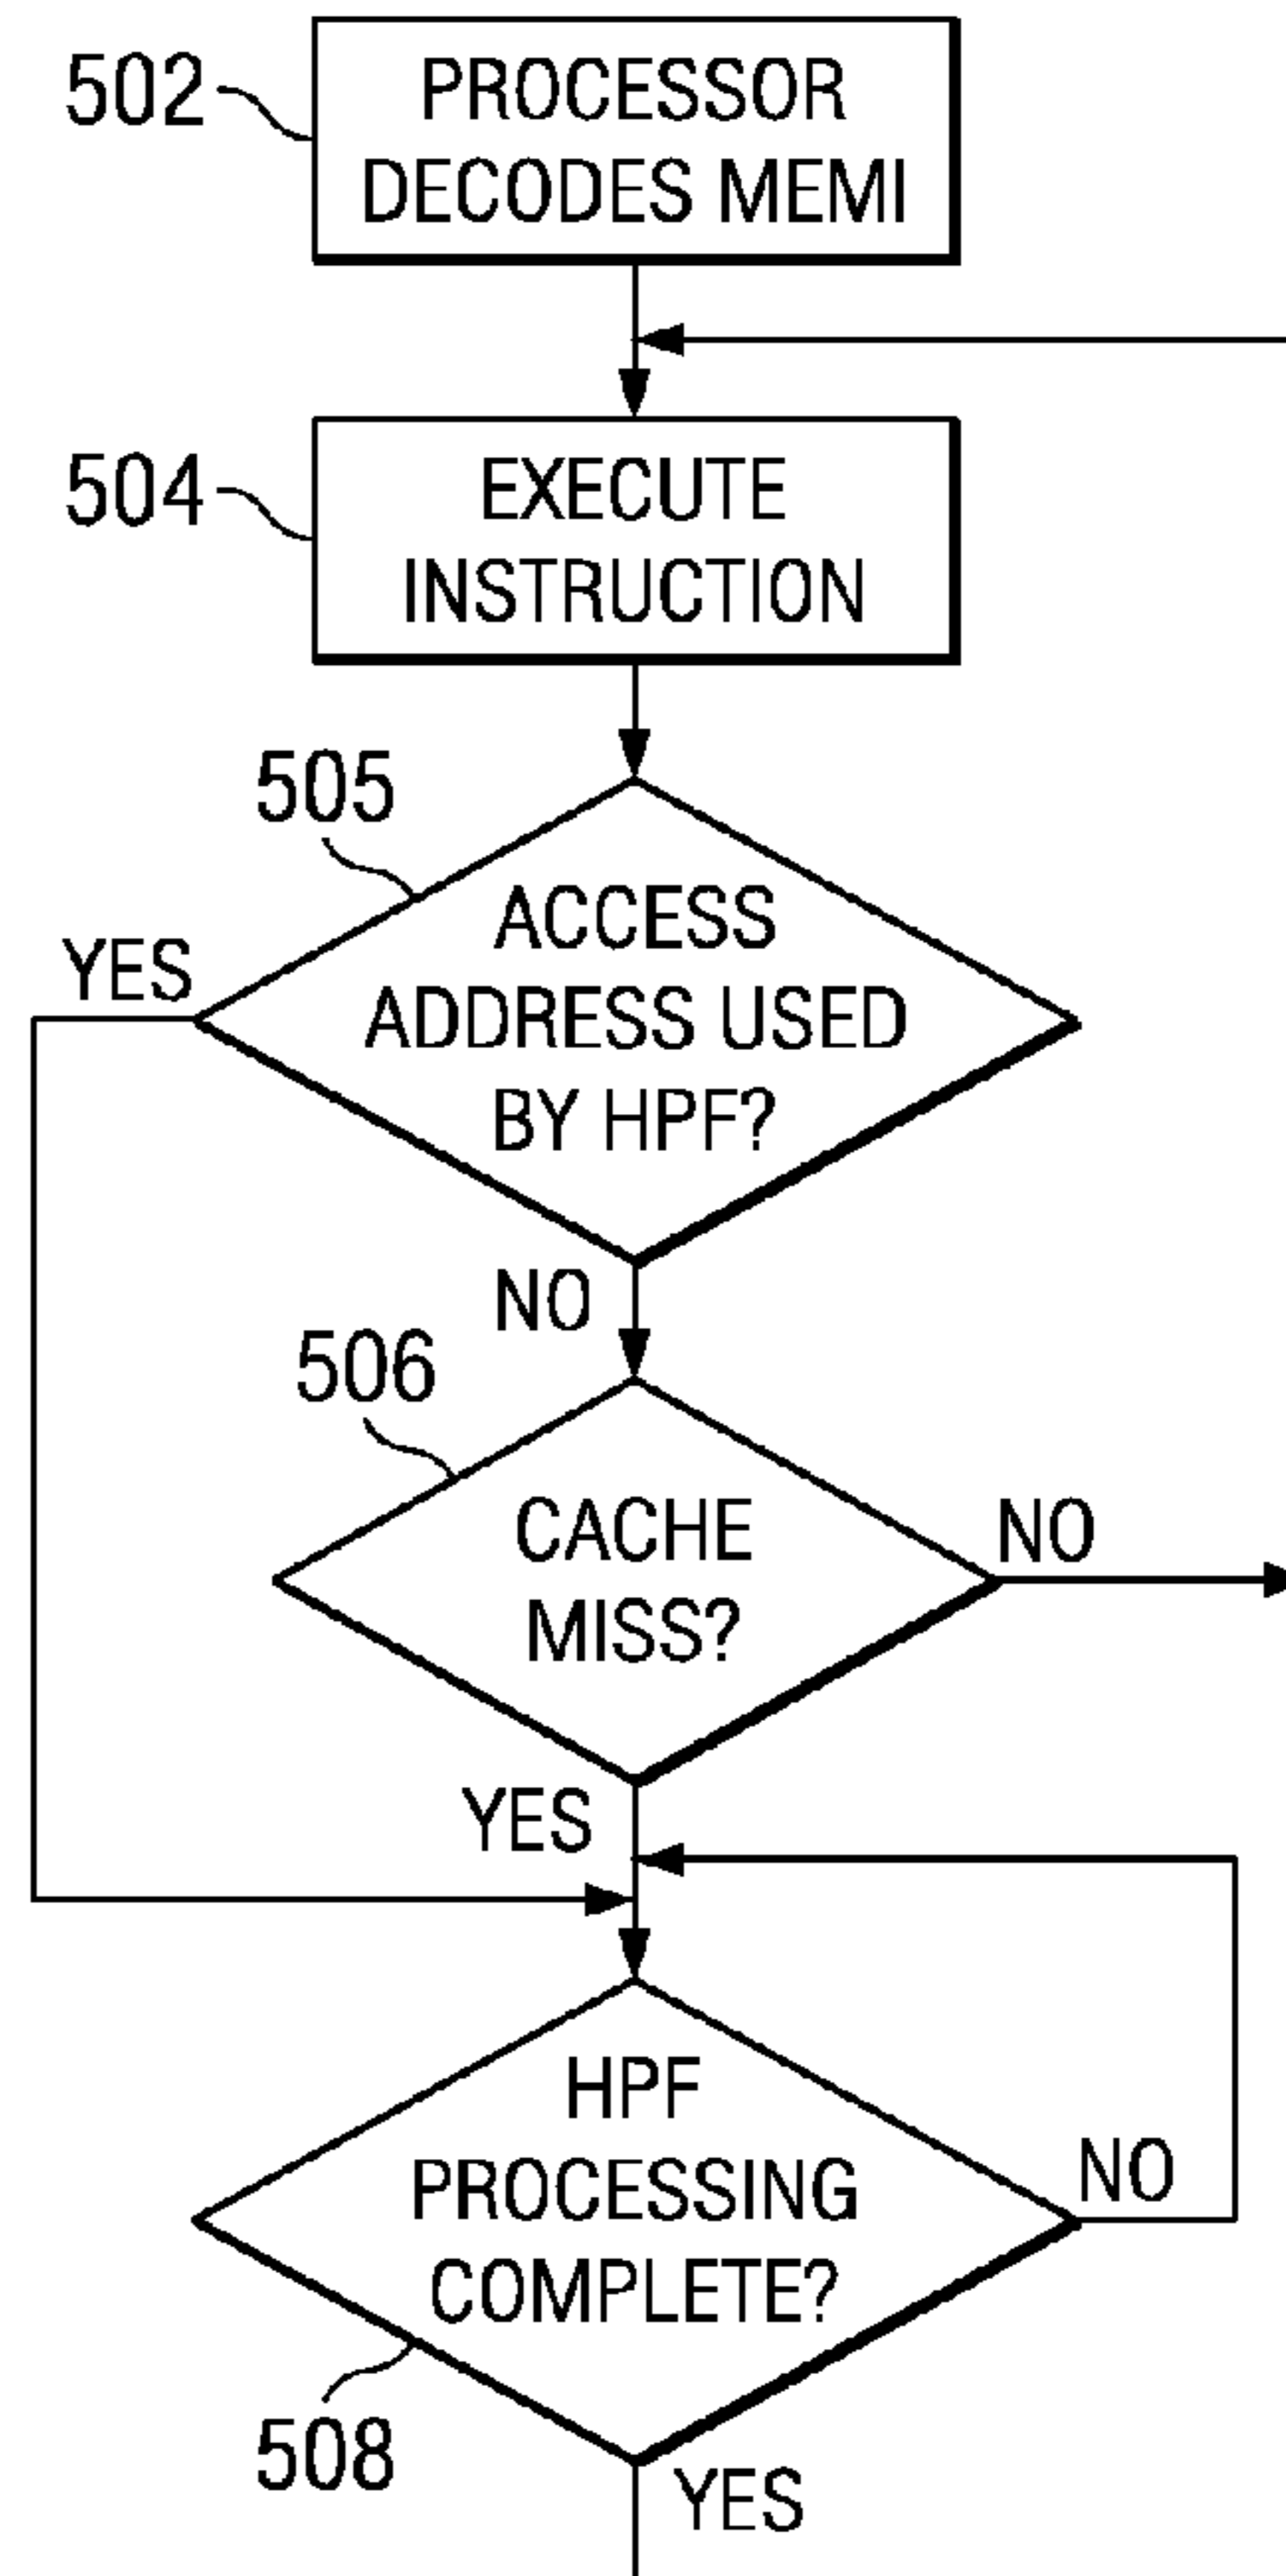 502
PROCESSOR
DECODES MEMI
504
EXECUTE
INSTRUCTION
505
ACCESS
ADDRESS USED
BY HPF?
YES
NO
506
CACHE
MISS?
NO
YES
HPF
PROCESSING
COMPLETE?
NO
508
YES